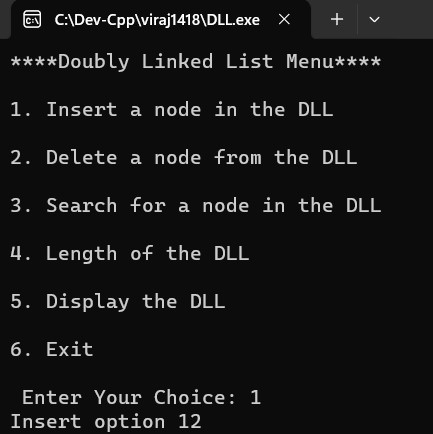 C:\Dev-Cpp\viraj1418\DLL.exe
****Doubly Linked List Menu****
1. Insert a node in the DLL
2. Delete a node from the DLL
3. Search for a node in the DLL
4. Length of the DLL
5. Display the DLL
6. Exit
Enter Your Choice: 1
Insert option 12